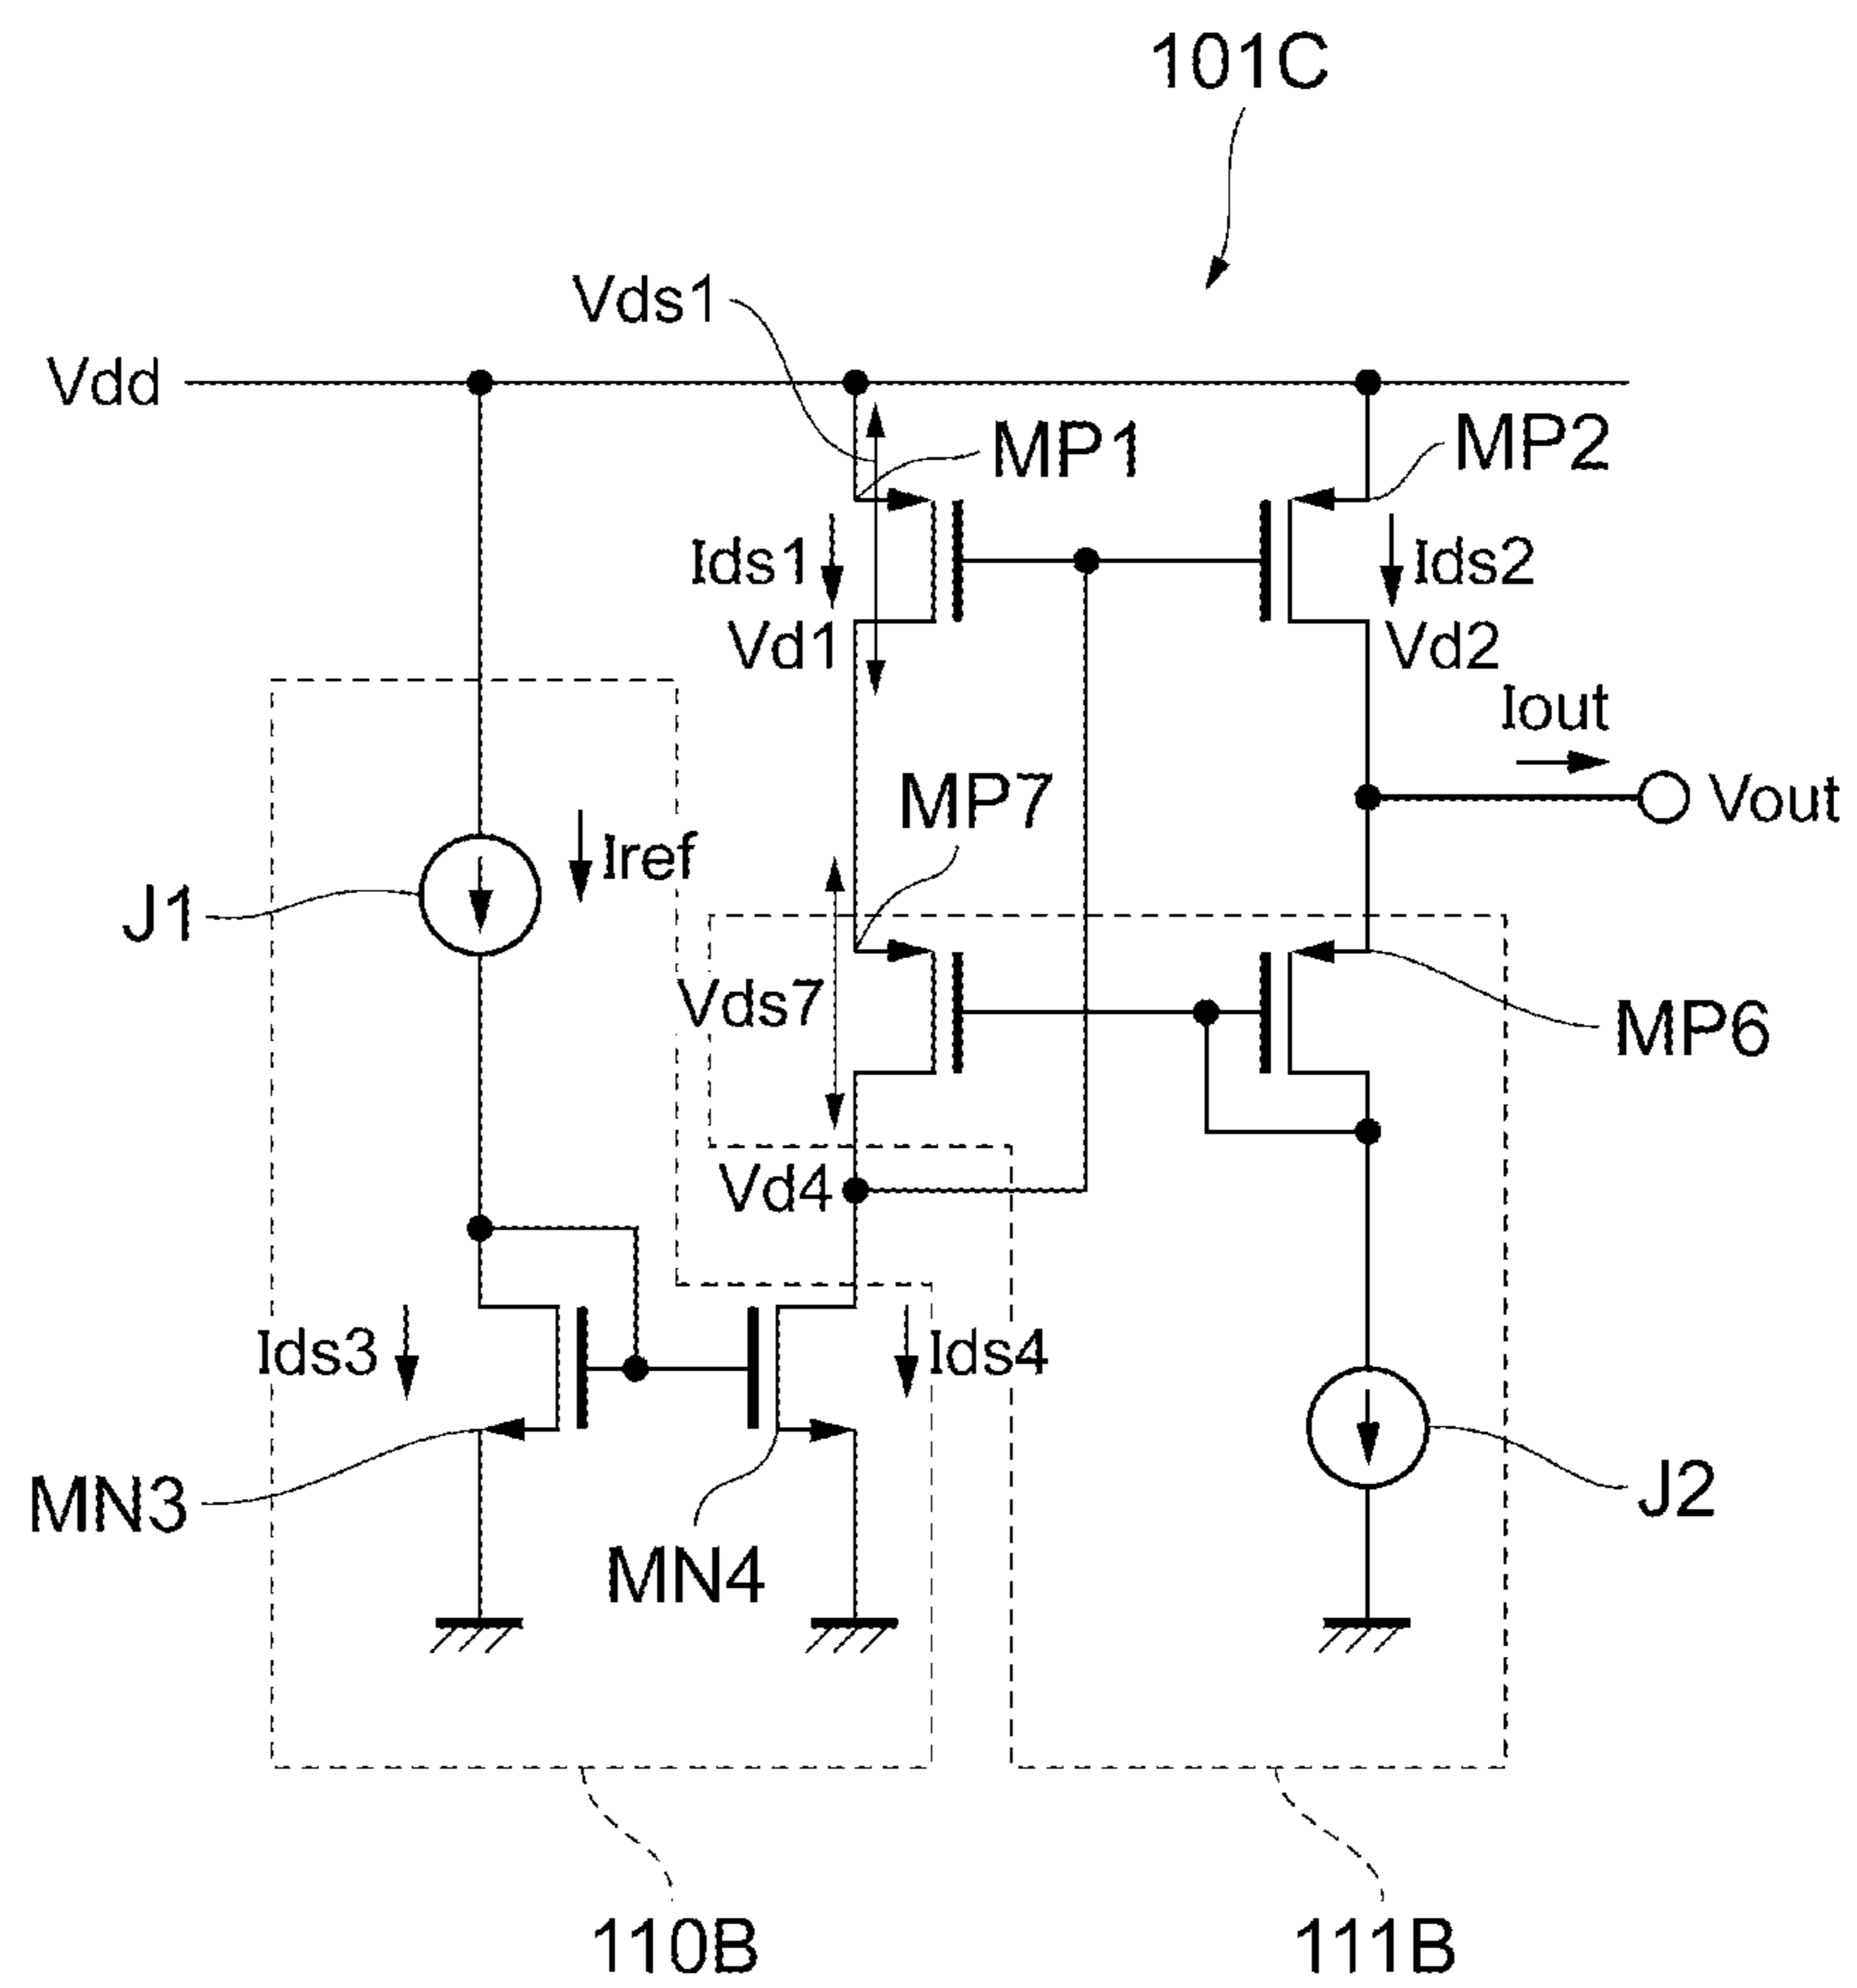 101C
Vds1
Vdd
MP1
MP2
Ids1
Ids2
Vd1
Vd2
Iout
MP7
Vout
Iref
J1
Vds7
MP6
Vd4
Ids3
Ids4
MN3
J2
MN4
110B
111B